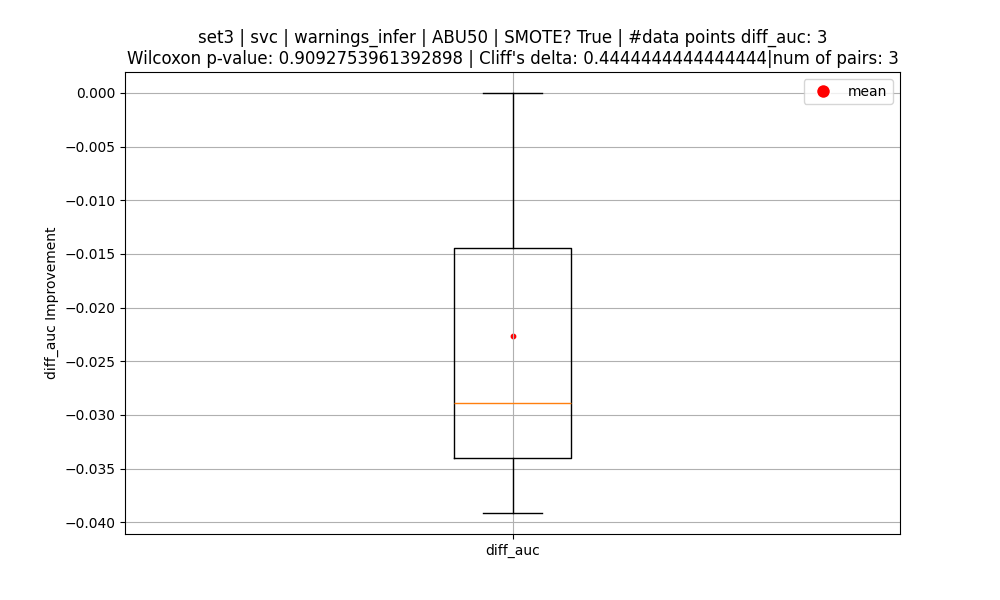 set3 | svc | warnings_infer | ABU50 | SMOTE? True | #data points diff_auc: 3
Wilcoxon p-value: 0.9092753961392898 | Cliff's delta: 0.4444444444444444|num of pairs: 3
mean
0.000
−0.005
−0.010
−0.015
−0.020
−0.025
−0.030
−0.035
−0.040
diff_auc Improvement
diff_auc